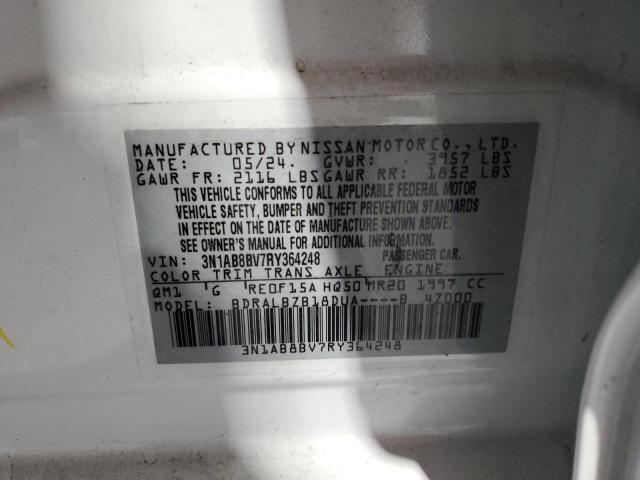 MANUFACTURED BY NISSAN MOTOR CO., LTD.
DATE: 05/24. GVWR: 3957 LBS
GAWR FR: 2116 LBS GAWR RR: 1852 LBS
THIS VEHICLE CONFORMS TO ALL APPLICABLE FEDERAL MOTOR
VEHICLE SAFETY, BUMPER AND THEFT PREVENTION STANDARDS
IN EFFECT ON THE DATE OF MANUFACTURE SHOWN ABOVE.
SEE OWNER'S MANUAL FOR ADDITIONAL INFORMATION.
VIN: 3N1AB8BV7RY364248 PASSENGER CAR.
COLOR TRIM TRANS AXLE ENGINE
QM1 G RE0F15A HQ50 MR20 1997 CC
MODEL: BDRALBZB18DUA----B 4Z000
3N1AB8BV7RY364248